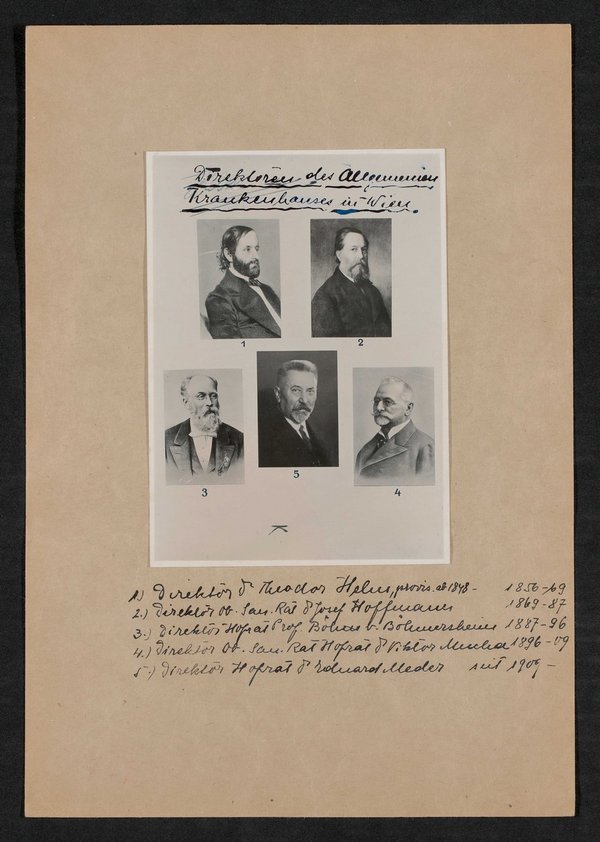 Direktoren des Allgemeinen
Krankenhauses in Wien.
1
2
3
5
4
1) Direktor Dr Theodor Helm, provis. ab 1848 - 1856-69
2.) Direktor Ob. San. Rat Dr Josef Hoffmann 1869-87
3.) Direktor Hofrat Prof. Böhm v. Böhmersheim 1887-96
4.) Direktor Ob. San. Rat Hofrat Dr Viktor Mucha 1896-09
5.) Direktor Hofrat Dr Eduard Meder seit 1909-